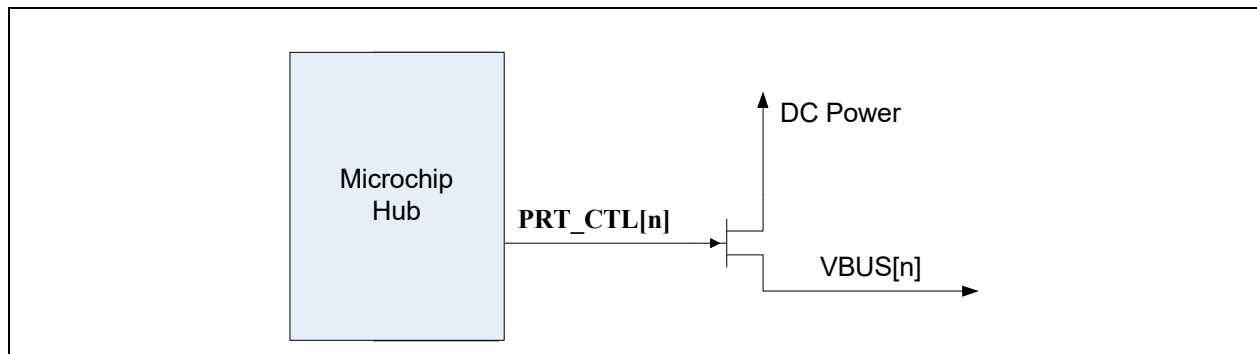 DC Power
Microchip
Hub
PRT_CTL[n]
VBUS[n]